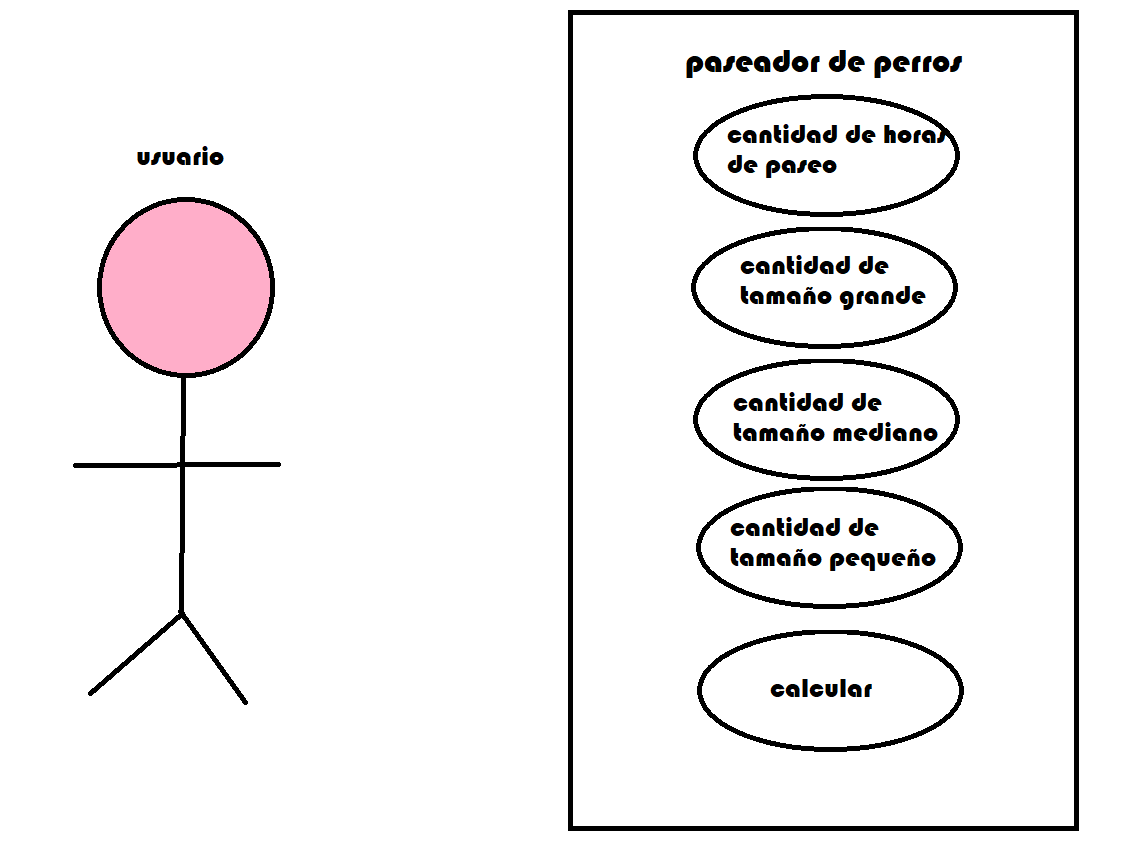 usuario
paseador de perros
cantidad de horas
de paseo
cantidad de
tamaño grande
cantidad de
tamaño mediano
cantidad de
tamaño pequeño
calcular